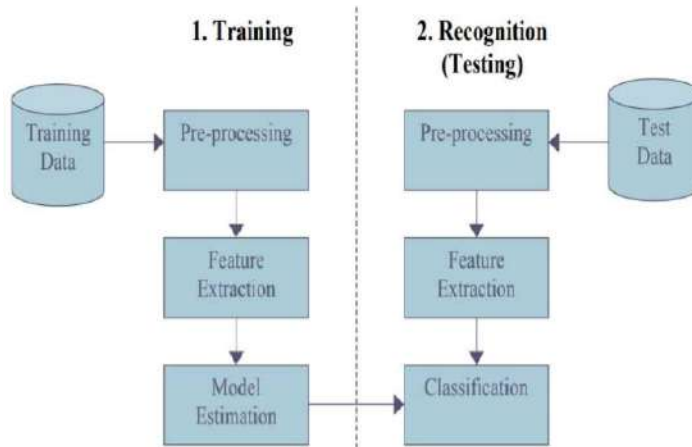 1. Training
2. Recognition
(Testing)
Training
Data
Pre-processing
Feature
Extraction
Model
Estimation
Pre-processing
Test
Data
Feature
Extraction
Classification